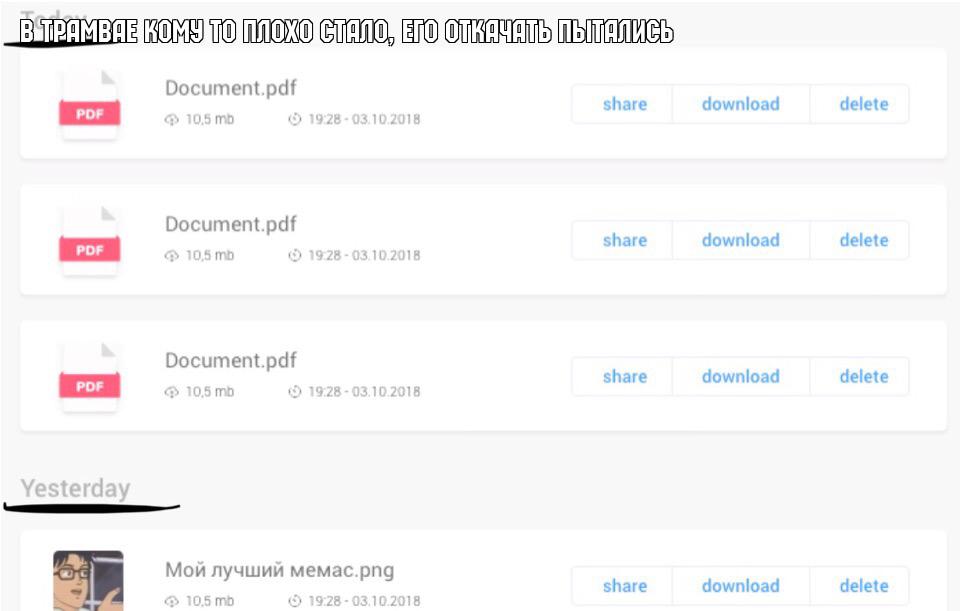 Today
В ТРАМВАЕ КОМУ ТО ПЛОХО СТАЛО, ЕГО ОТКАЧАТЬ ПЫТАЛИСЬ
Document.pdf
PDF
10,5 mb 19:28 - 03.10.2018
share download delete
Document.pdf
PDF
10,5 mb 19:28 - 03.10.2018
share download delete
Document.pdf
PDF
10,5 mb 19:28 - 03.10.2018
share download delete
Yesterday
Мой лучший мемас.png
10,5 mb 19:28 - 03.10.2018
share download delete